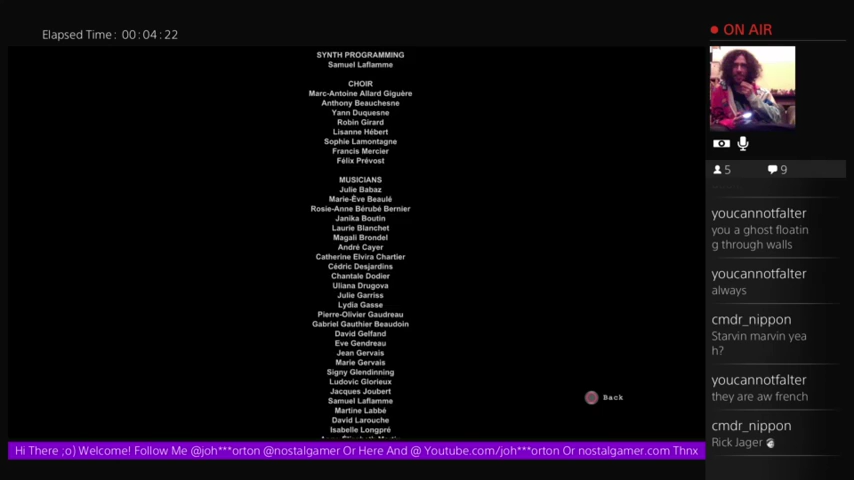 Elapsed Time : 00:04:22
SYNTH PROGRAMMING
Samuel Laflamme
CHOIR
Marc-Antoine Allard Giguère
Anthony Beauchesne
Yann Duquesne
Robin Girard
Lisanne Hébert
Sophie Lamontagne
Francis Mercier
Félix Prévost
MUSICIANS
Julie Babaz
Marie-Ève Beaulé
Rosie-Anne Bérubé Bernier
Janika Boutin
Laurie Blanchet
Magali Brondel
André Cayer
Catherine Elvira Chartier
Cédric Desjardins
Chantale Dodier
Uliana Drugova
Julie Garriss
Lydia Gasse
Pierre-Olivier Gaudreau
Gabriel Gauthier Beaudoin
David Gelfand
Eve Gendreau
Jean Gervais
Marie Gervais
Signy Glendinning
Ludovic Glorieux
Jacques Joubert
Samuel Laflamme
Martine Labbé
David Larouche
Isabelle Longpré
Back
Hi There ;o) Welcome! Follow Me @joh***orton @nostalgamer Or Here And @ Youtube.com/joh***orton Or nostalgamer.com Thnx
ON AIR
5 9
youcannotfalter
you a ghost floatin
g through walls
youcannotfalter
always
cmdr_nippon
Starvin marvin yea
h?
youcannotfalter
they are aw french
cmdr_nippon
Rick Jager